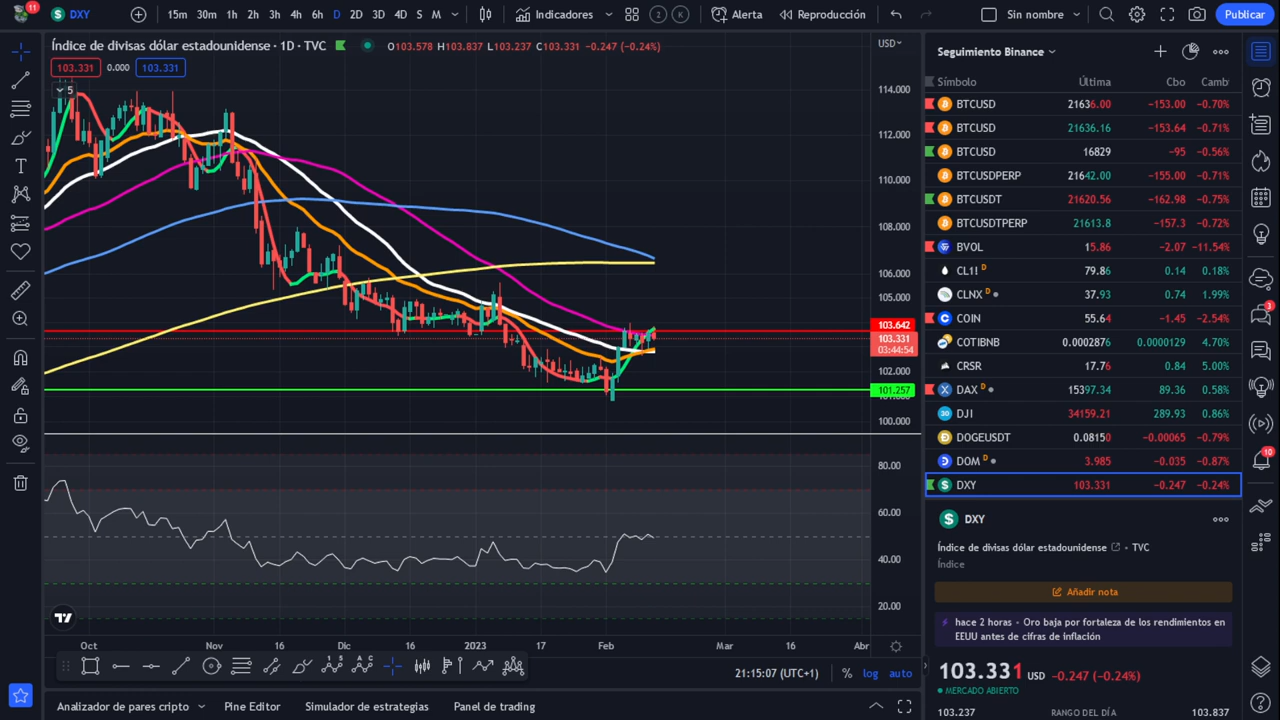 11
DXY
15m 30m 1h 2h 3h 4h 6h D 2D 3D 4D S M
Indicadores
2 K
Alerta
Reproducción
Sin nombre
Publicar
Índice de divisas dólar estadounidense · 1D · TVC
O103.578 H103.837 L103.237 C103.331 −0.247 (−0.24%)
103.331 0.000 103.331
5
USD
114.000
112.000
110.000
108.000
106.000
105.000
103.642
103.331
03:44:54
102.000
101.257
100.000
80.00
60.00
40.00
20.00
Oct Nov 16 Dic 16 2023 17 Feb Mar 16 Abr
21:15:07 (UTC+1) % log auto
Analizador de pares cripto Pine Editor Simulador de estrategias Panel de trading
Seguimiento Binance
Símbolo Última Cbo Camb
BTCUSD 21636.00 −153.00 −0.70%
BTCUSD 21636.16 −153.64 −0.71%
BTCUSD 16829 −95 −0.56%
BTCUSDPERP 21642.00 −155.00 −0.71%
BTCUSDT 21620.56 −162.98 −0.75%
BTCUSDTPERP 21613.8 −157.3 −0.72%
BVOL 15.86 −2.07 −11.54%
CL1! D 79.86 0.14 0.18%
CLNX D 37.93 0.74 1.99%
COIN 55.64 −1.45 −2.54%
COTIBNB 0.000286 0.0000129 4.70%
CRSR 17.76 0.84 5.00%
DAX D 15397.34 89.36 0.58%
DJI 34159.21 289.93 0.86%
DOGEUSDT 0.08150 −0.00065 −0.79%
DOM D 3.985 −0.035 −0.87%
DXY 103.331 −0.247 −0.24%
DXY
Índice de divisas dólar estadounidense · TVC
Índice
Añadir nota
hace 2 horas · Oro baja por fortaleza de los rendimientos en
EEUU antes de cifras de inflación
103.331 USD −0.247 (−0.24%)
MERCADO ABIERTO
103.237 RANGO DEL DÍA 103.837
3
10